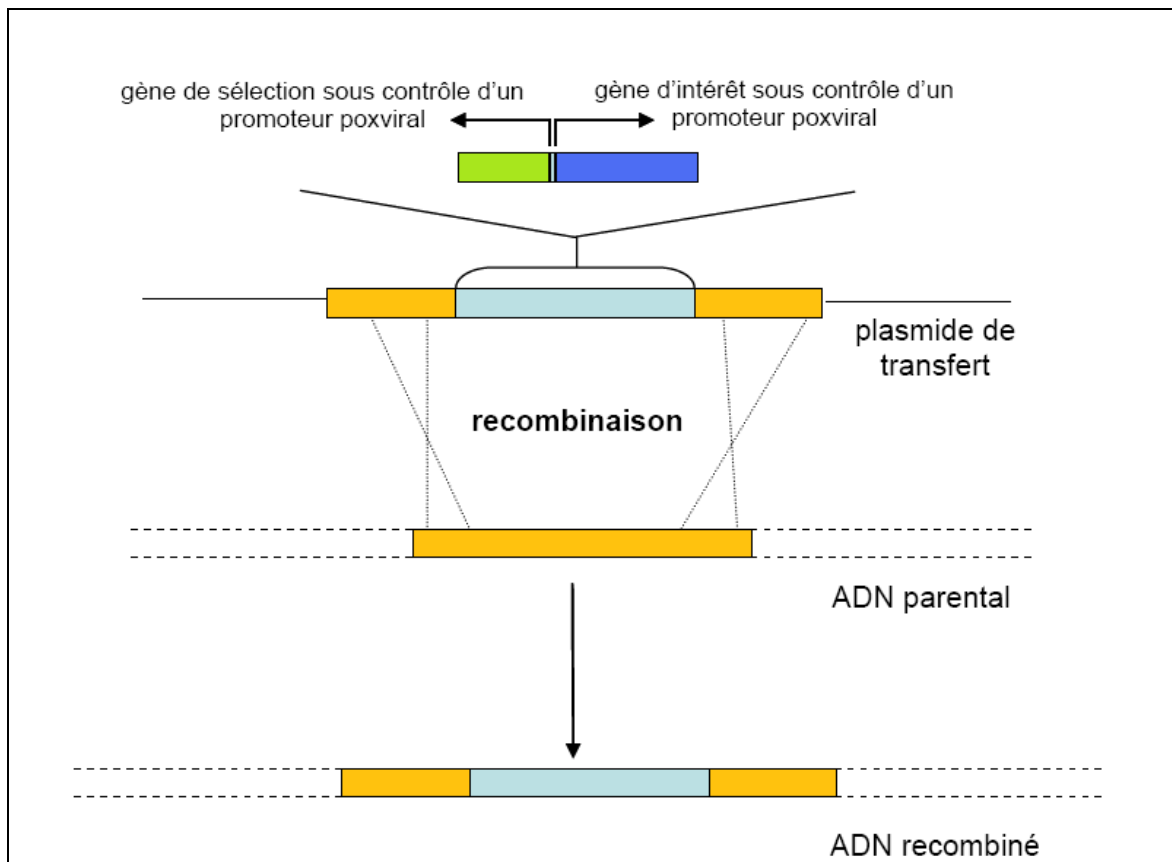 gène de sélection sous contrôle d'un
promoteur poxviral
gène d'intérêt sous contrôle d'un
promoteur poxviral
plasmide de
transfert
recombinaison
ADN parental
ADN recombiné